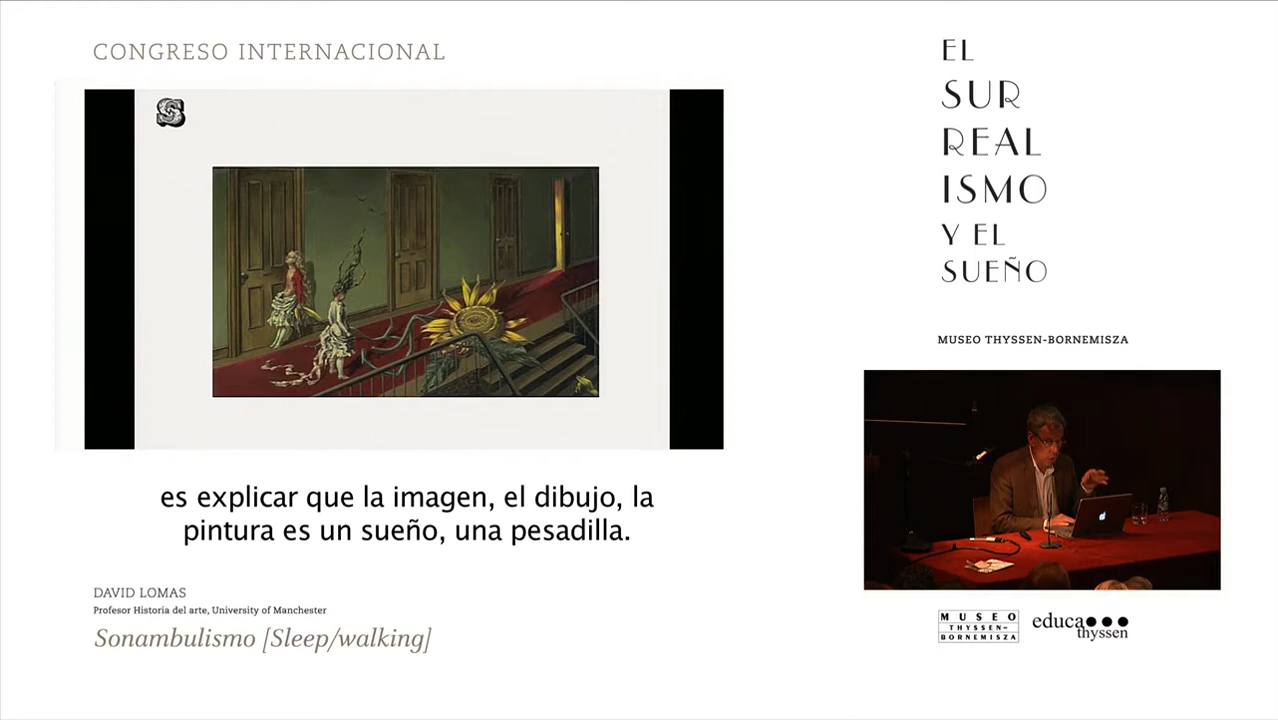 CONGRESO INTERNACIONAL
S
es explicar que la imagen, el dibujo, la
pintura es un sueño, una pesadilla.
DAVID LOMAS
Profesor Historia del arte, University of Manchester
Sonambulismo [Sleep/walking]
EL
SUR
REAL
ISMO
Y EL
SUEÑO
MUSEO THYSSEN-BORNEMISZA
MUSEO
THYSSEN-
BORNEMISZA
educa
thyssen